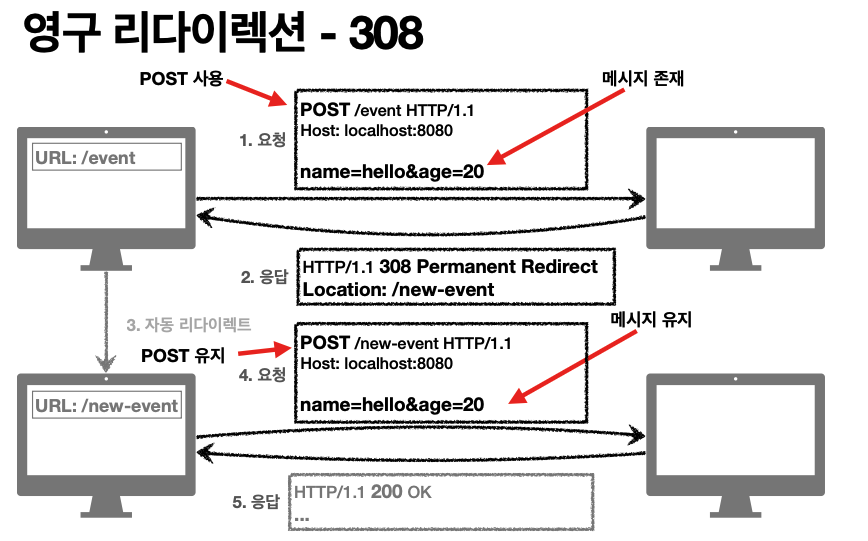 영구 리다이렉션 - 308
POST 사용
메시지 존재
1. 요청
POST /event HTTP/1.1
Host: localhost:8080
name=hello&age=20
URL: /event
2. 응답
HTTP/1.1 308 Permanent Redirect
Location: /new-event
3. 자동 리다이렉트
POST 유지
메시지 유지
4. 요청
POST /new-event HTTP/1.1
Host: localhost:8080
name=hello&age=20
URL: /new-event
5. 응답
HTTP/1.1 200 OK
...